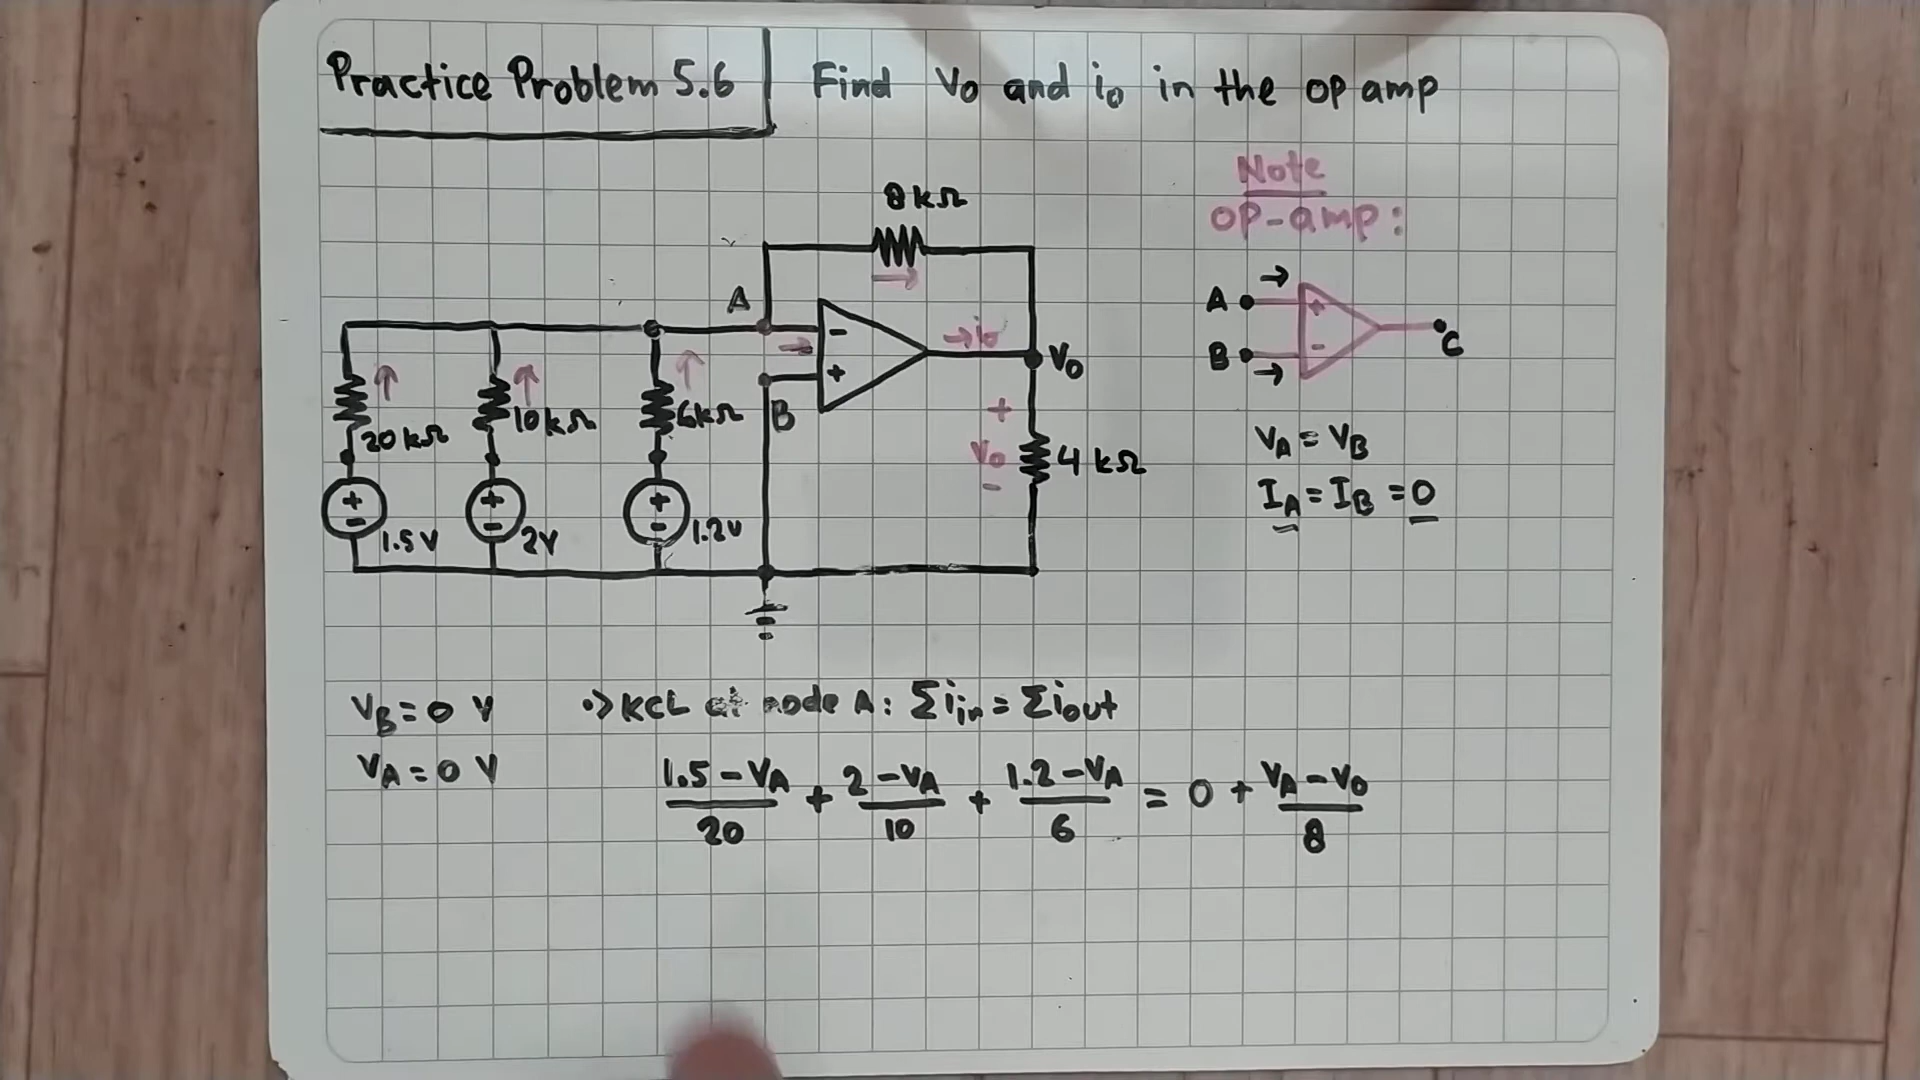 Practice Problem 5.6
Find Vo and io in the op amp
Note
OP-amp:
8 kΩ
A
-
+
B
→ io
Vo
20 kΩ
10 kΩ
6kΩ
+
Vo
-
4 kΩ
+
-
1.5 V
+
-
2V
+
-
1.2V
A
B
+
-
C
VA = VB
IA = IB = 0
VB = 0 V
VA = 0 V
•> KCL at node A: Σ iin = Σ iout
(1.5 - VA)/20 + (2 - VA)/10 + (1.2 - VA)/6 = 0 + (VA - Vo)/8